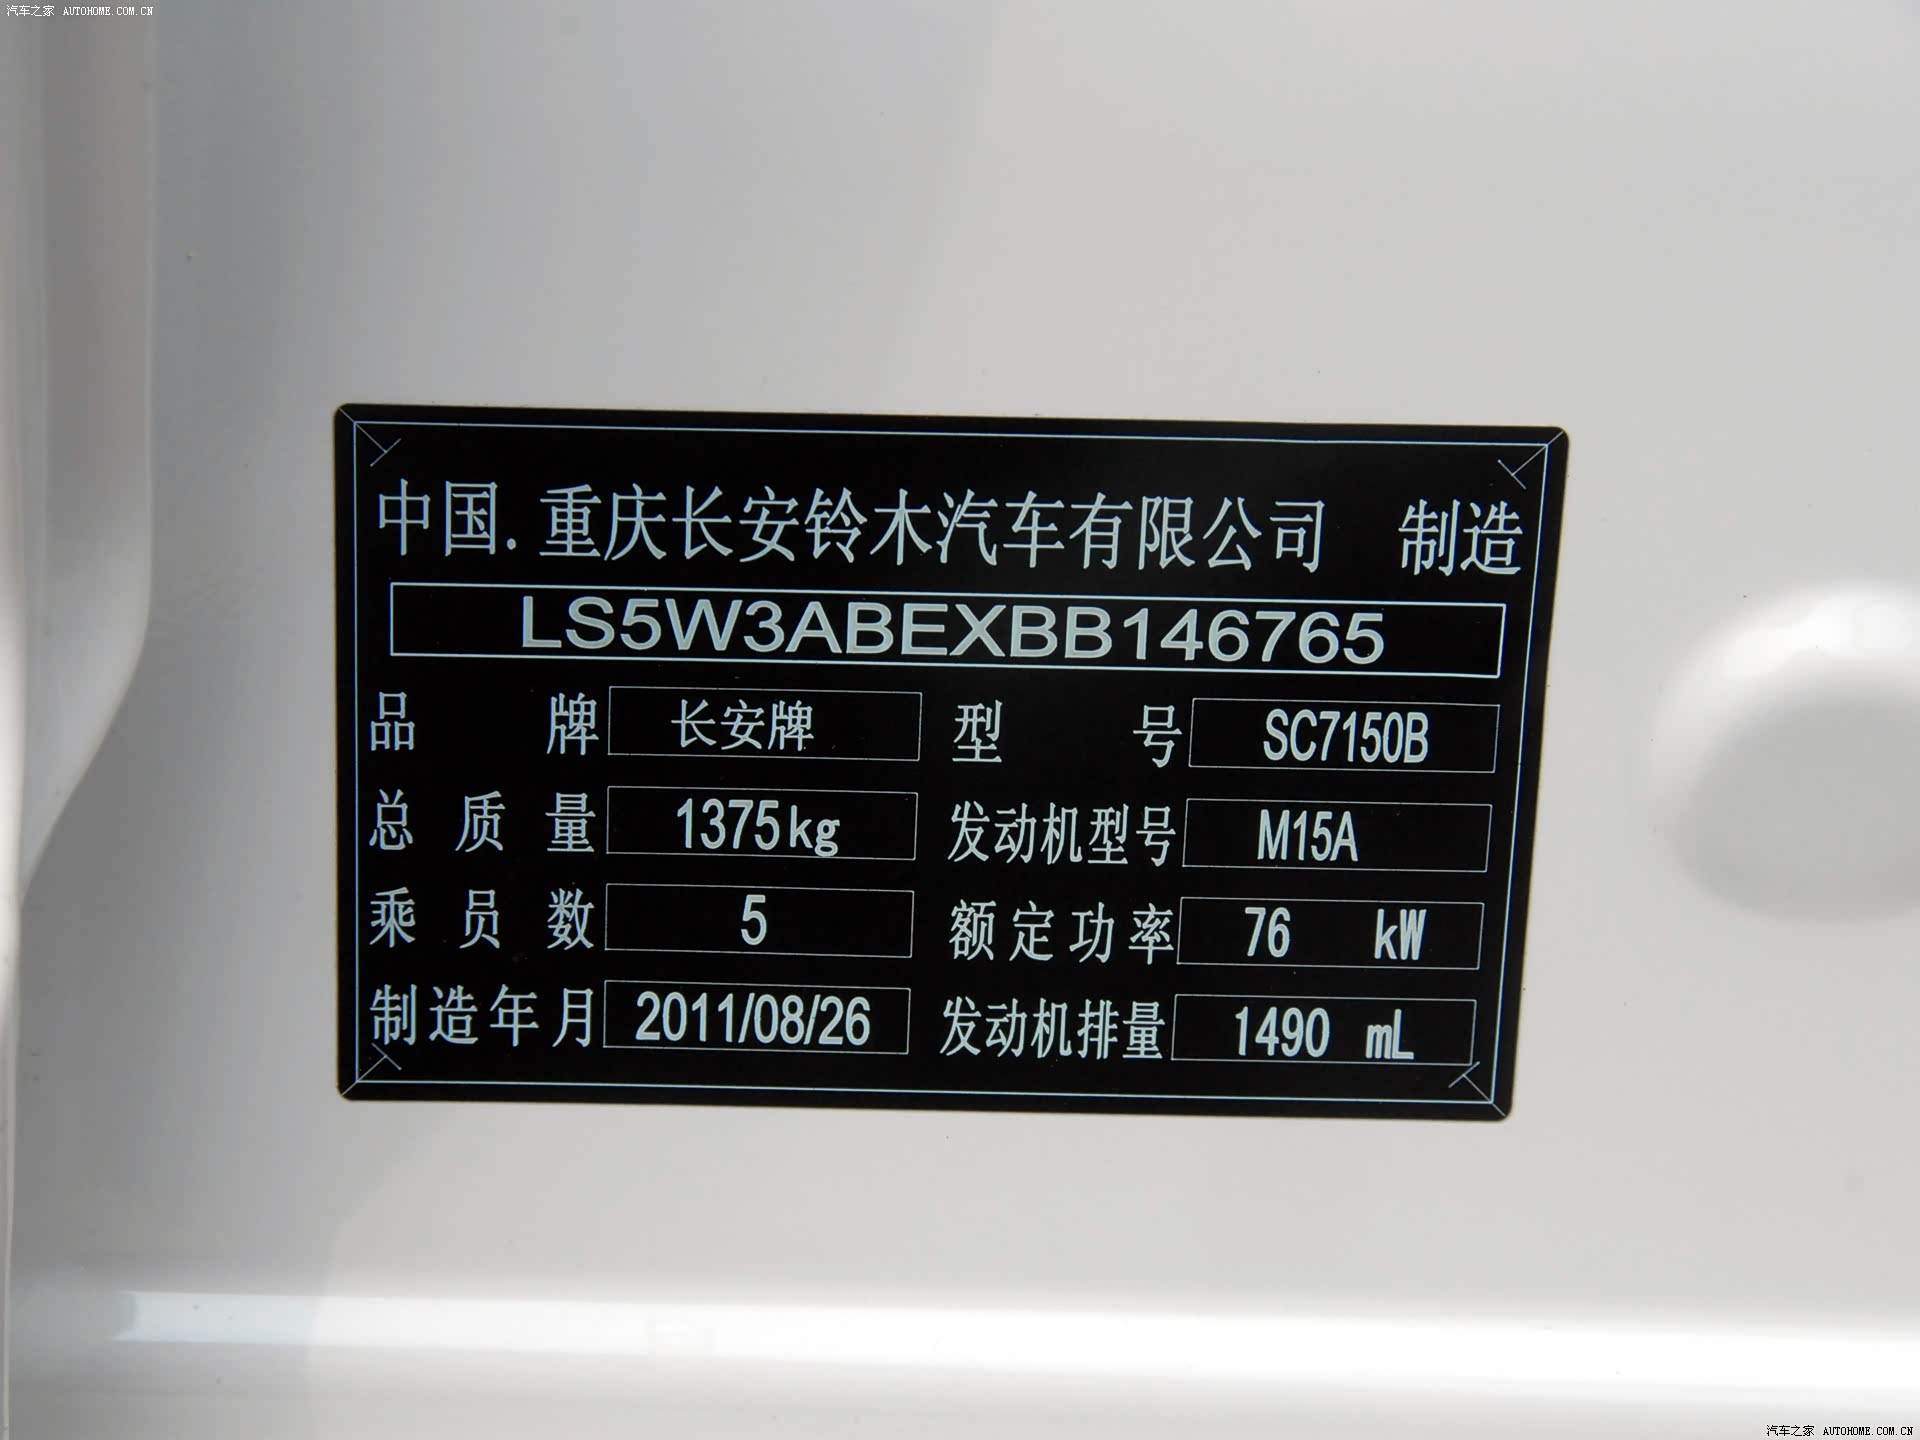 汽车之家 AUTOHOME.COM.CN
中国.重庆长安铃木汽车有限公司 制造
LS5W3ABEXBB146765
品牌 长安牌 型号 SC7150B
总质量 1375kg 发动机型号 M15A
乘员数 5 额定功率 76 kW
制造年月 2011/08/26 发动机排量 1490 mL
汽车之家 AUTOHOME.COM.CN